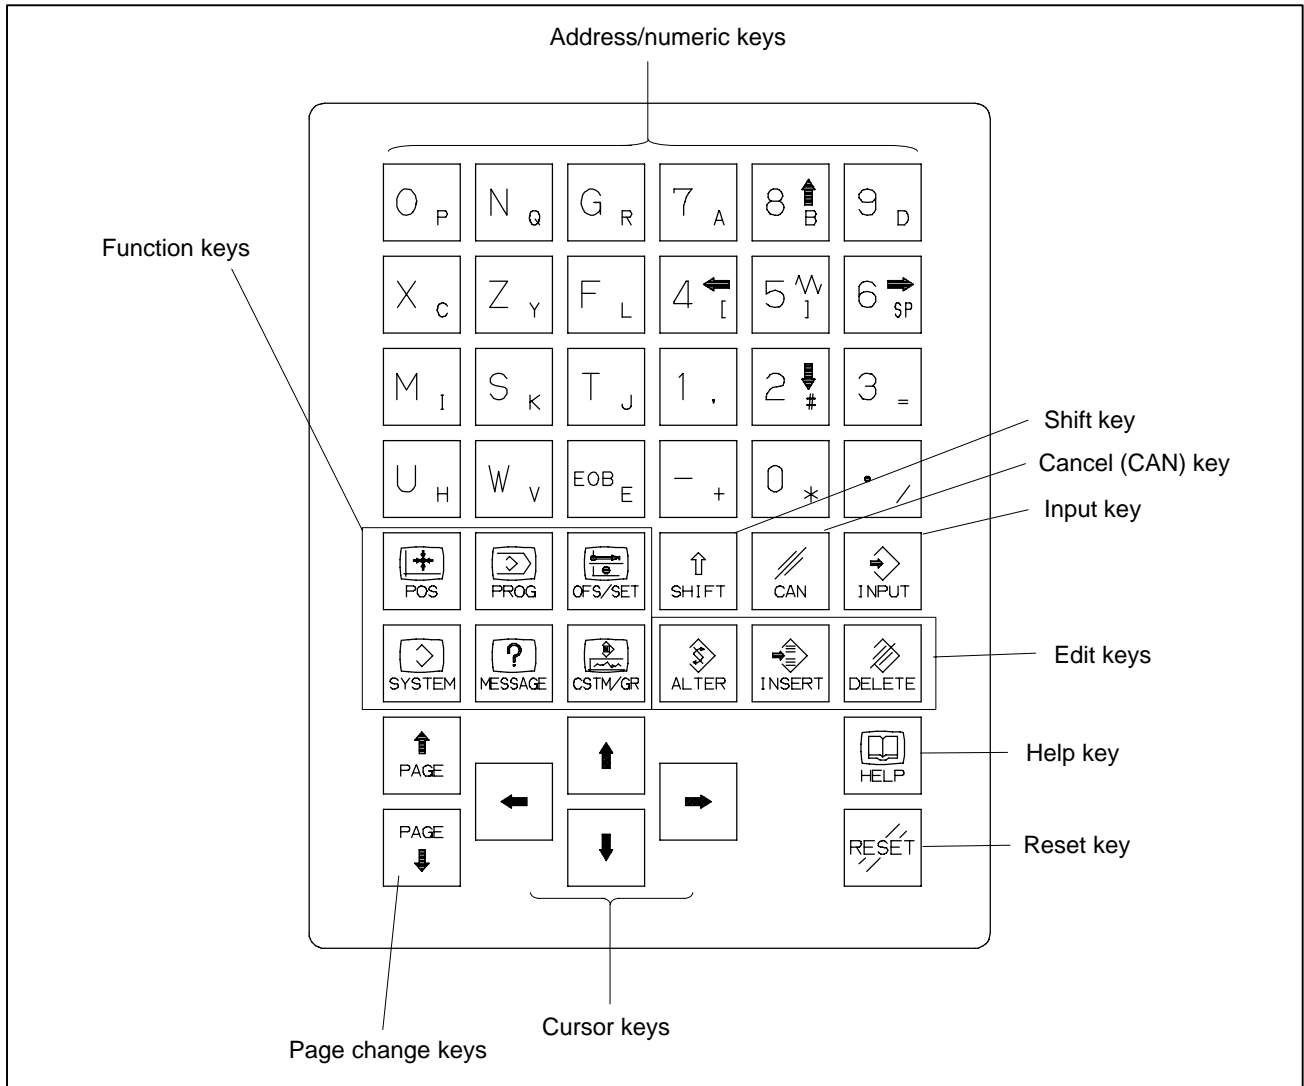 Address/numeric keys
O P N Q G R 7 A 8 B 9 D
Function keys
X C Z Y F L 4 [ 5 ] 6 SP
M I S K T J 1 , 2 # 3 =
Shift key
Cancel (CAN) key
U H W V EOB E - + 0 * . /
Input key
POS PROG OFS/SET SHIFT CAN INPUT
Edit keys
SYSTEM ? MESSAGE CSTM/GR ALTER INSERT DELETE
PAGE
HELP
Help key
PAGE
RESET
Reset key
Cursor keys
Page change keys